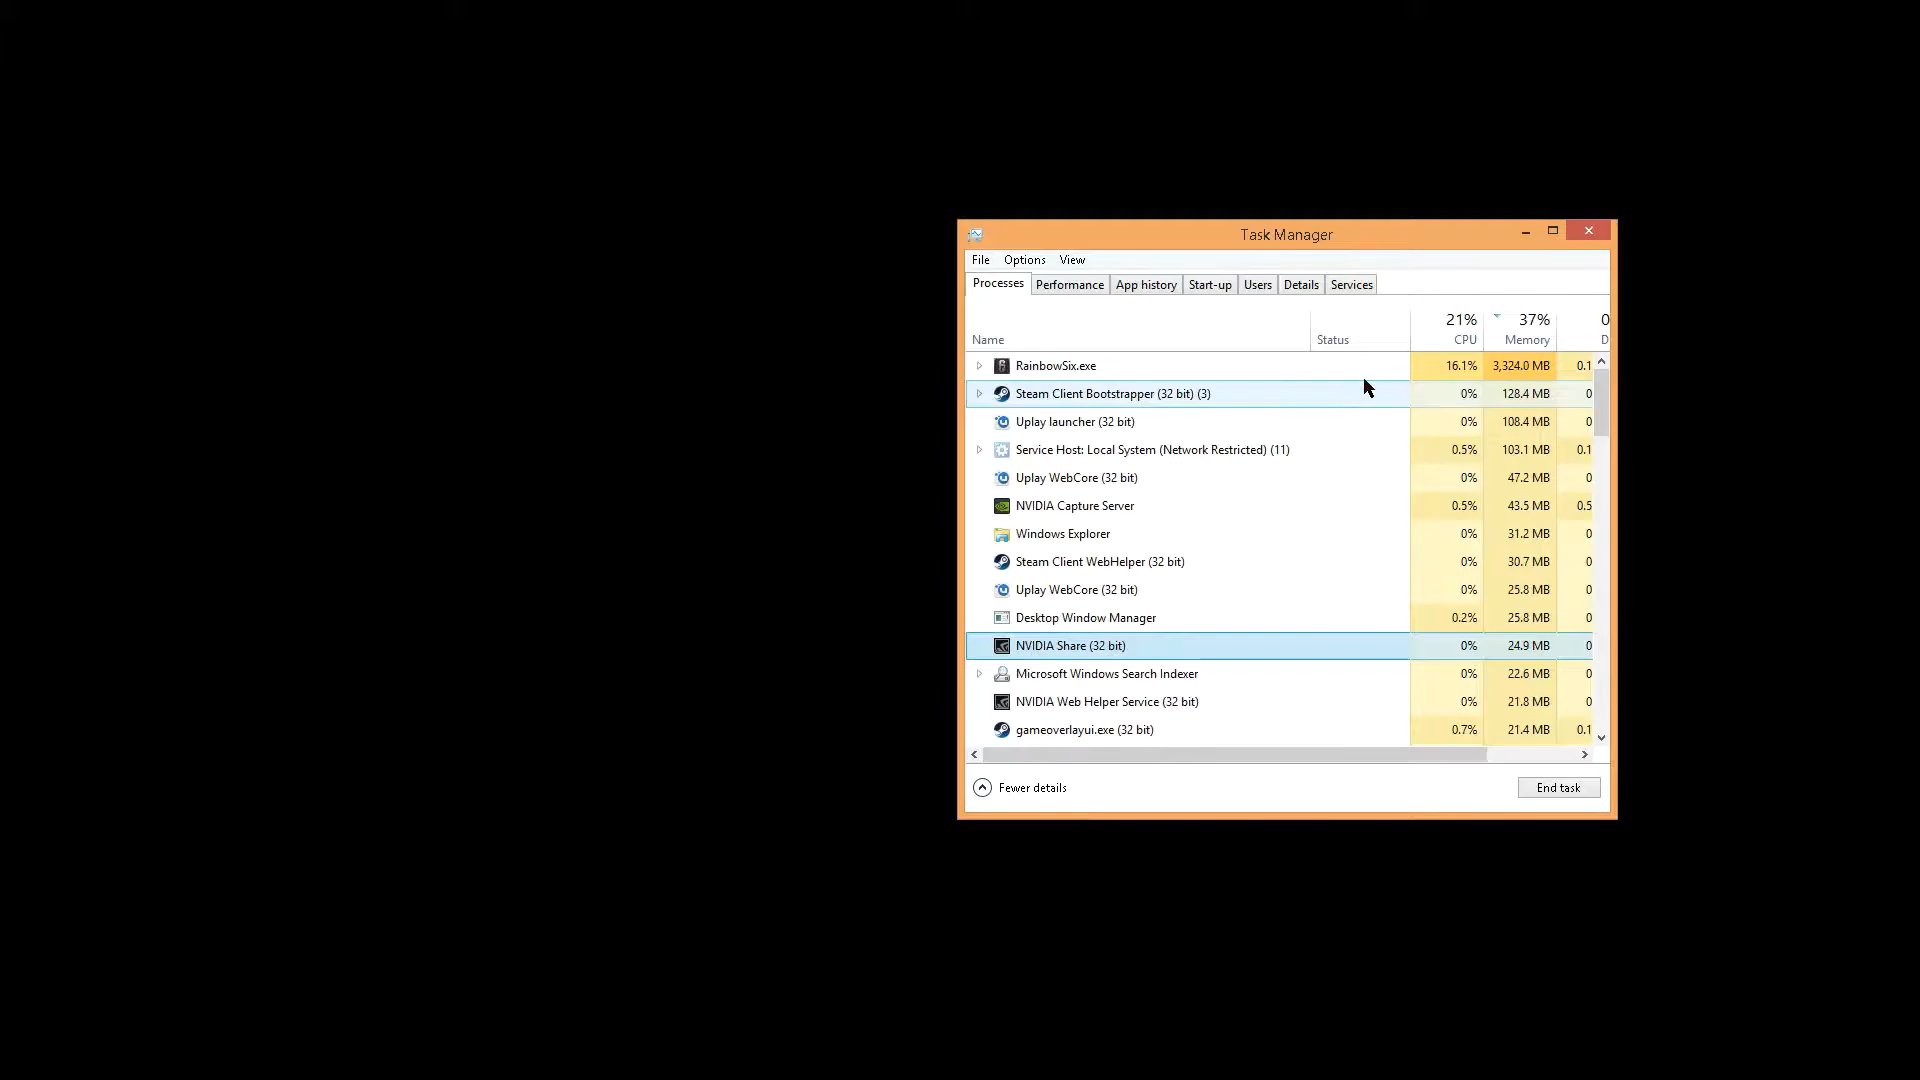 Task Manager
File Options View
Processes Performance App history Start-up Users Details Services
21% 37% 0
Name Status CPU Memory D
RainbowSix.exe 16.1% 3,324.0 MB 0.1
Steam Client Bootstrapper (32 bit) (3) 0% 128.4 MB 0
Uplay launcher (32 bit) 0% 108.4 MB 0
Service Host: Local System (Network Restricted) (11) 0.5% 103.1 MB 0.1
Uplay WebCore (32 bit) 0% 47.2 MB 0
NVIDIA Capture Server 0.5% 43.5 MB 0.5
Windows Explorer 0% 31.2 MB 0
Steam Client WebHelper (32 bit) 0% 30.7 MB 0
Uplay WebCore (32 bit) 0% 25.8 MB 0
Desktop Window Manager 0.2% 25.8 MB 0
NVIDIA Share (32 bit) 0% 24.9 MB 0
Microsoft Windows Search Indexer 0% 22.6 MB 0
NVIDIA Web Helper Service (32 bit) 0% 21.8 MB 0
gameoverlayui.exe (32 bit) 0.7% 21.4 MB 0.1
Fewer details End task